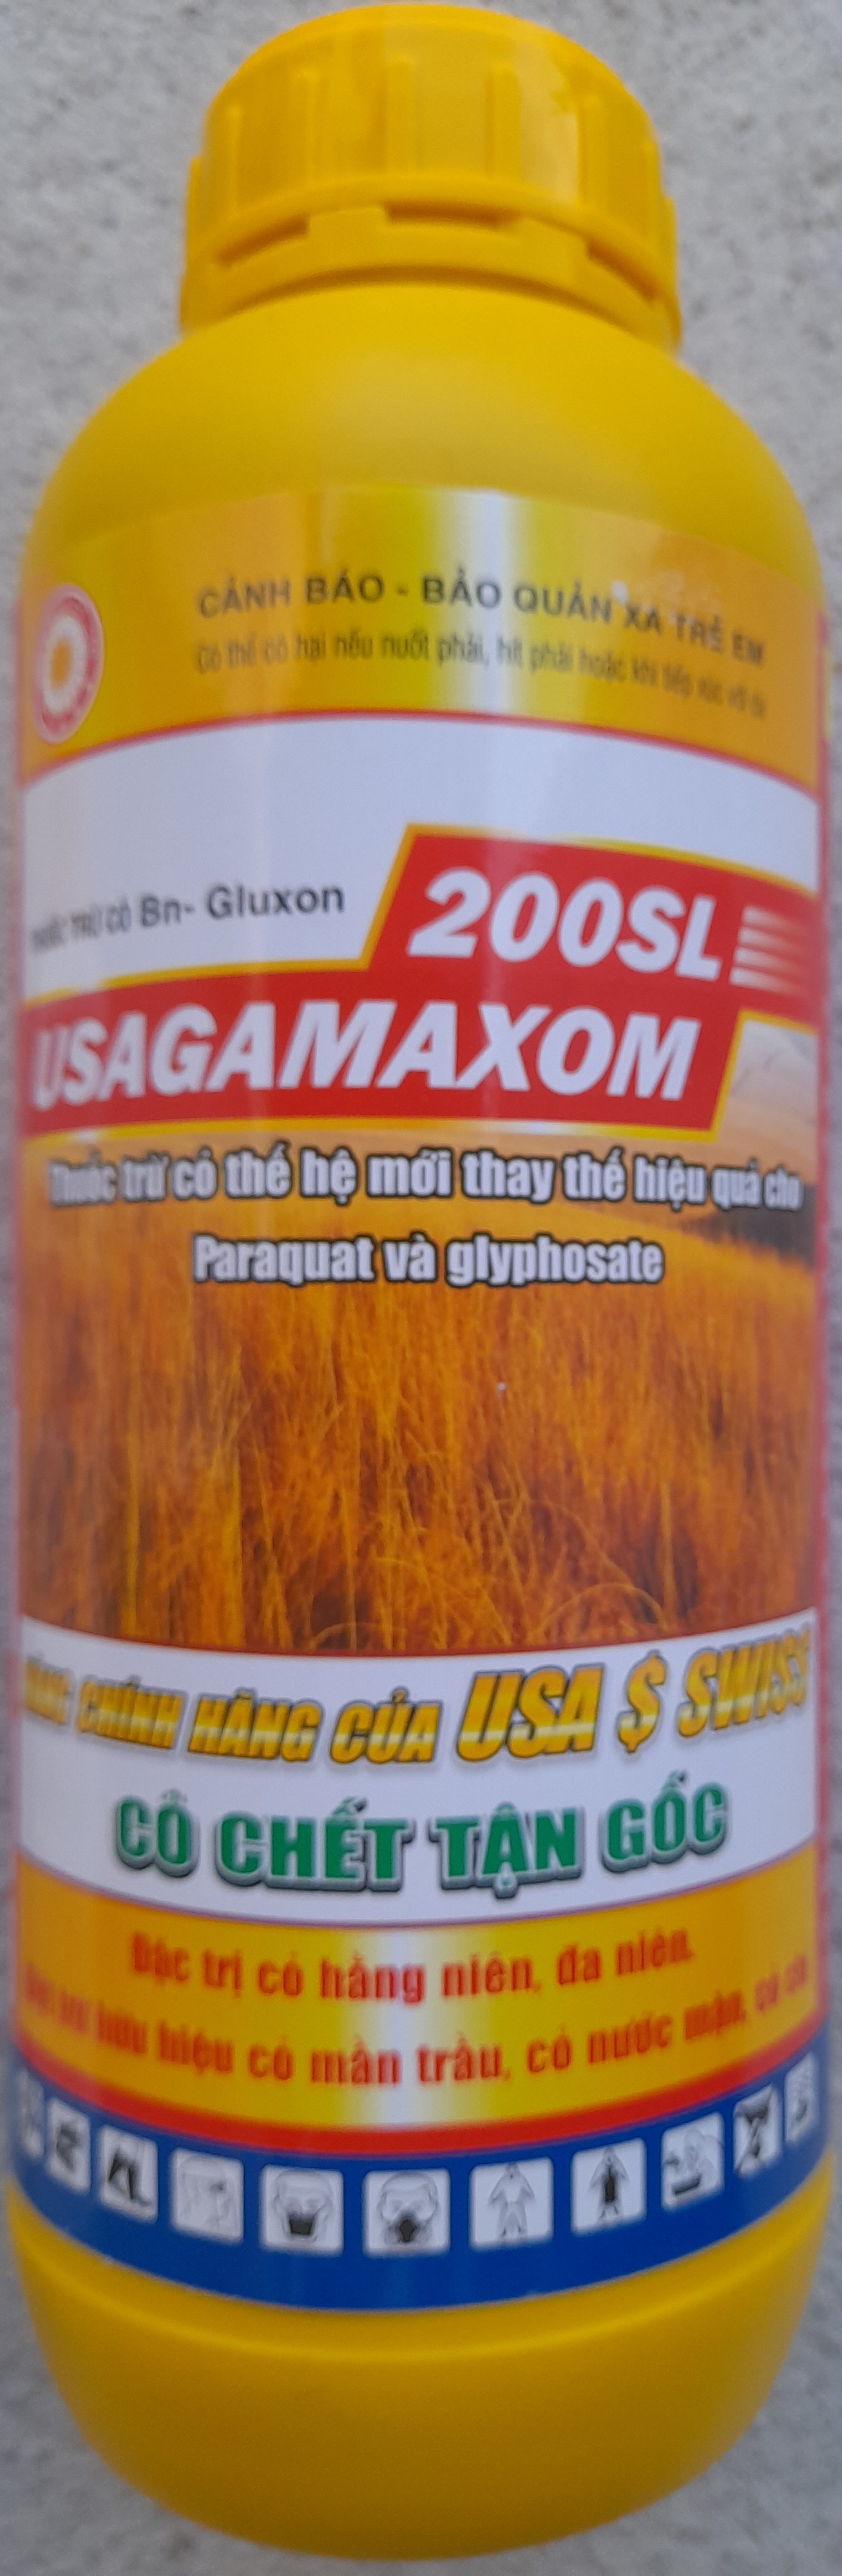 CẢNH BÁO - BẢO QUẢN XA TRẺ EM
Có thể có hại nếu nuốt phải, hít phải hoặc khi tiếp xúc với da
THUỐC TRỪ CỎ Bn- Gluxon
200SL
USAGAMAXOM
Thuốc trừ cỏ thế hệ mới thay thế hiệu quả cho
Paraquat và glyphosate
CHÍNH HÃNG CỦA USA $ SWISS
CỎ CHẾT TẬN GỐC
Đặc trị cỏ hằng niên, đa niên.
hữu hiệu cỏ mần trầu, cỏ nước mặn, cỏ